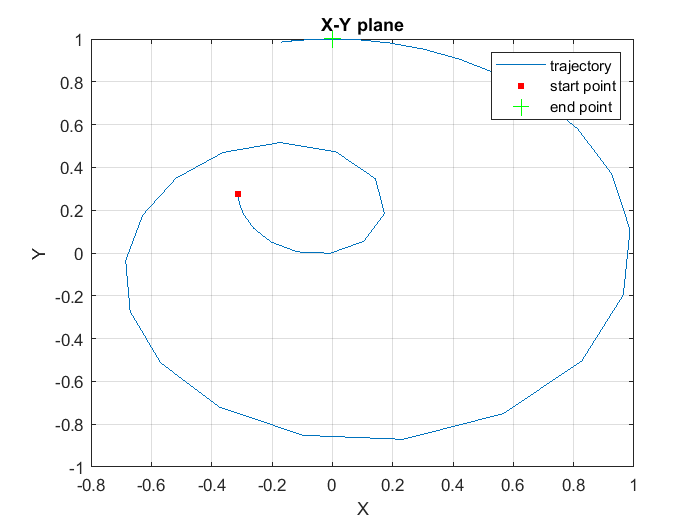 X-Y plane
trajectory
start point
end point
1
0.8
0.6
0.4
0.2
0
-0.2
-0.4
-0.6
-0.8
-1
Y
-0.8 -0.6 -0.4 -0.2 0 0.2 0.4 0.6 0.8 1
X